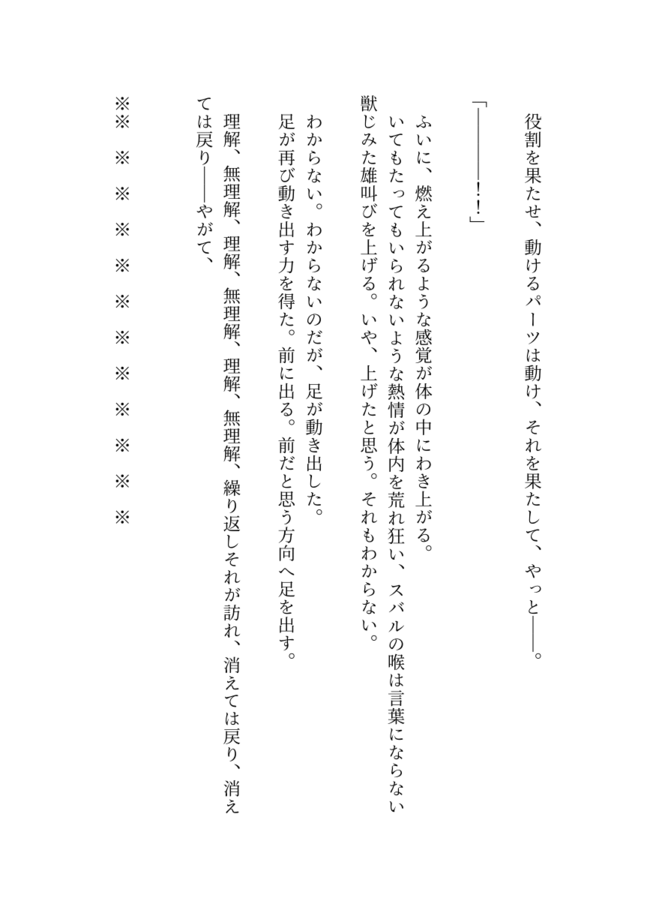 役割を果たせ、動けるパーツは動け、それを果たして、やっと――。
「――――！！」
ふいに、燃え上がるような感覚が体の中にわき上がる。
いてもたってもいられないような熱情が体内を荒れ狂い、スバルの喉は言葉にならない
獣じみた雄叫びを上げる。いや、上げたと思う。それもわからない。
わからない。わからないのだが、足が動き出した。
足が再び動き出す力を得た。前に出る。前だと思う方向へ足を出す。
理解、無理解、理解、無理解、理解、無理解、繰り返しそれが訪れ、消えては戻り、消え
ては戻り――やがて、
※※　※　※　※　※　※　※　※　※　※　※　※